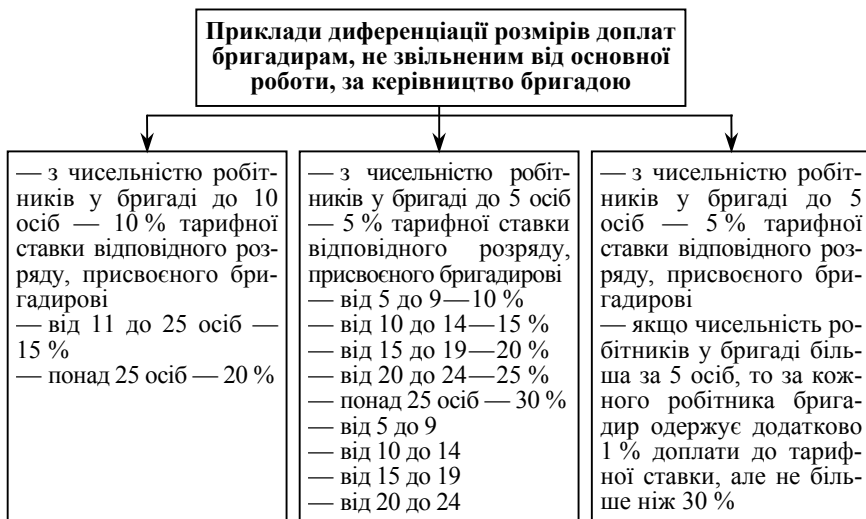 Приклади диференціації розмірів доплат
бригадирам, не звільненим від основної
роботи, за керівництво бригадою
— з чисельністю робіт-
ників у бригаді до 10
осіб — 10 % тарифної
ставки відповідного роз-
ряду, присвоєного бри-
гадирові
— від 11 до 25 осіб —
15 %
— понад 25 осіб — 20 %
— з чисельністю робіт-
ників у бригаді до 5 осіб
— 5 % тарифної ставки
відповідного розряду,
присвоєного бригадирові
— від 5 до 9—10 %
— від 10 до 14—15 %
— від 15 до 19—20 %
— від 20 до 24—25 %
— понад 25 осіб — 30 %
— від 5 до 9
— від 10 до 14
— від 15 до 19
— від 20 до 24
— з чисельністю робіт-
ників у бригаді до 5
осіб — 5 % тарифної
ставки відповідного роз-
ряду, присвоєного бри-
гадирові
— якщо чисельність ро-
бітників у бригаді біль-
ша за 5 осіб, то за кож-
ного робітника брига-
дир одержує додатково
1 % доплати до тариф-
ної ставки, але не біль-
ше ніж 30 %